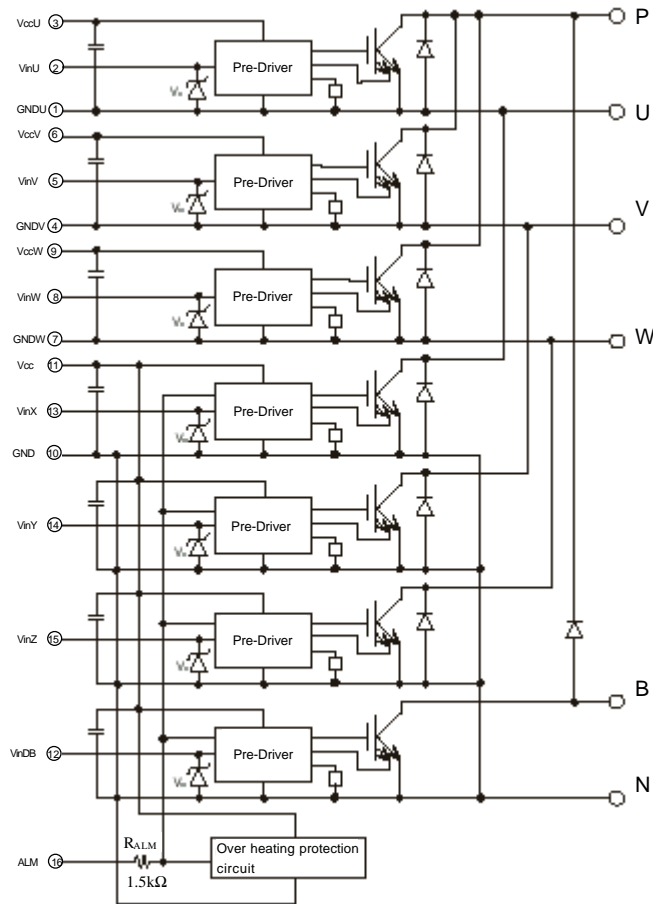 VccU 3
P
VinU 2
Pre-Driver
GNDU 1
U
VccV 6
VinV 5
Pre-Driver
GNDV 4
V
VccW 9
VinW 8
Pre-Driver
GNDW 7
W
Vcc 11
VinX 13
Pre-Driver
GND 10
VinY 14
Pre-Driver
VinZ 15
Pre-Driver
B
VinDB 12
Pre-Driver
N
RALM
Over heating protection
ALM 16
circuit
1.5kΩ